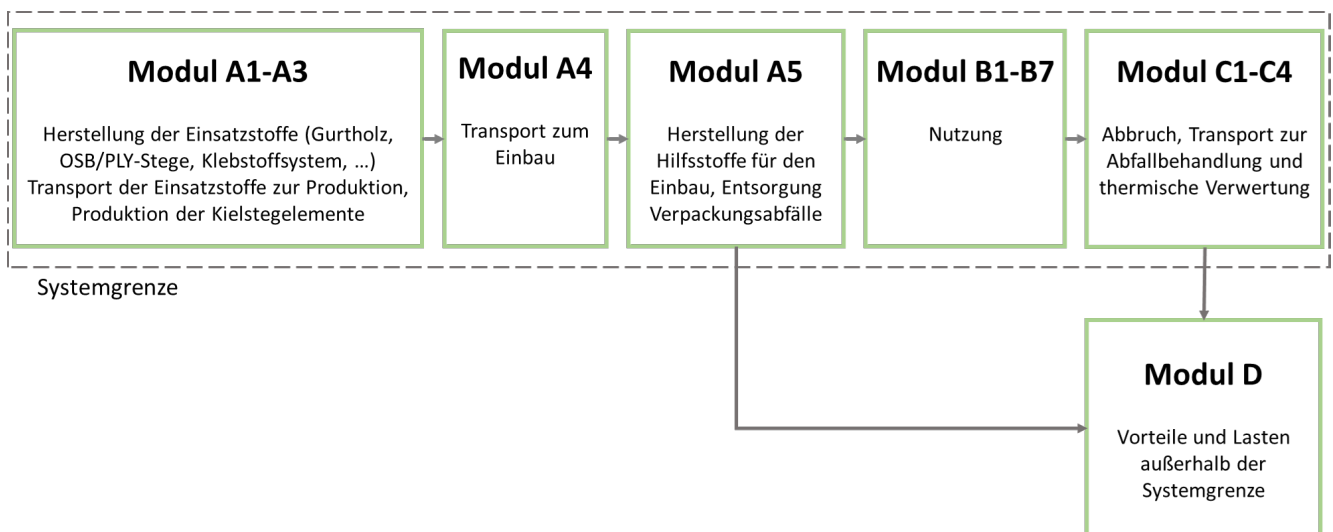 Modul A1-A3
Herstellung der Einsatzstoffe (Gurtholz,
OSB/PLY-Stege, Klebstoffsystem, …)
Transport der Einsatzstoffe zur Produktion,
Produktion der Kielstegelemente
Modul A4
Transport zum
Einbau
Modul A5
Herstellung der
Hilfsstoffe für den
Einbau, Entsorgung
Verpackungsabfälle
Modul B1-B7
Nutzung
Modul C1-C4
Abbruch, Transport zur
Abfallbehandlung und
thermische Verwertung
Systemgrenze
Modul D
Vorteile und Lasten
außerhalb der
Systemgrenze